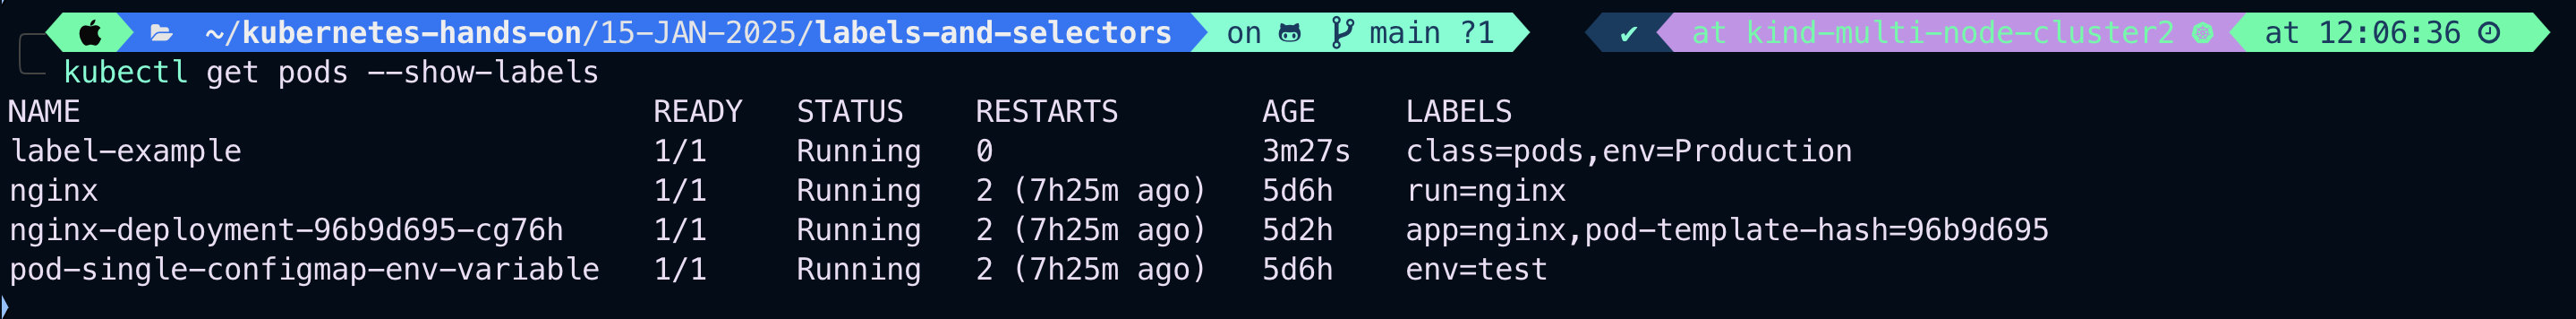 ~/kubernetes-hands-on/15-JAN-2025/labels-and-selectors on main ?1 ✔ at kind-multi-node-cluster2 at 12:06:36
kubectl get pods --show-labels
NAME READY STATUS RESTARTS AGE LABELS
label-example 1/1 Running 0 3m27s class=pods,env=Production
nginx 1/1 Running 2 (7h25m ago) 5d6h run=nginx
nginx-deployment-96b9d695-cg76h 1/1 Running 2 (7h25m ago) 5d2h app=nginx,pod-template-hash=96b9d695
pod-single-configmap-env-variable 1/1 Running 2 (7h25m ago) 5d6h env=test